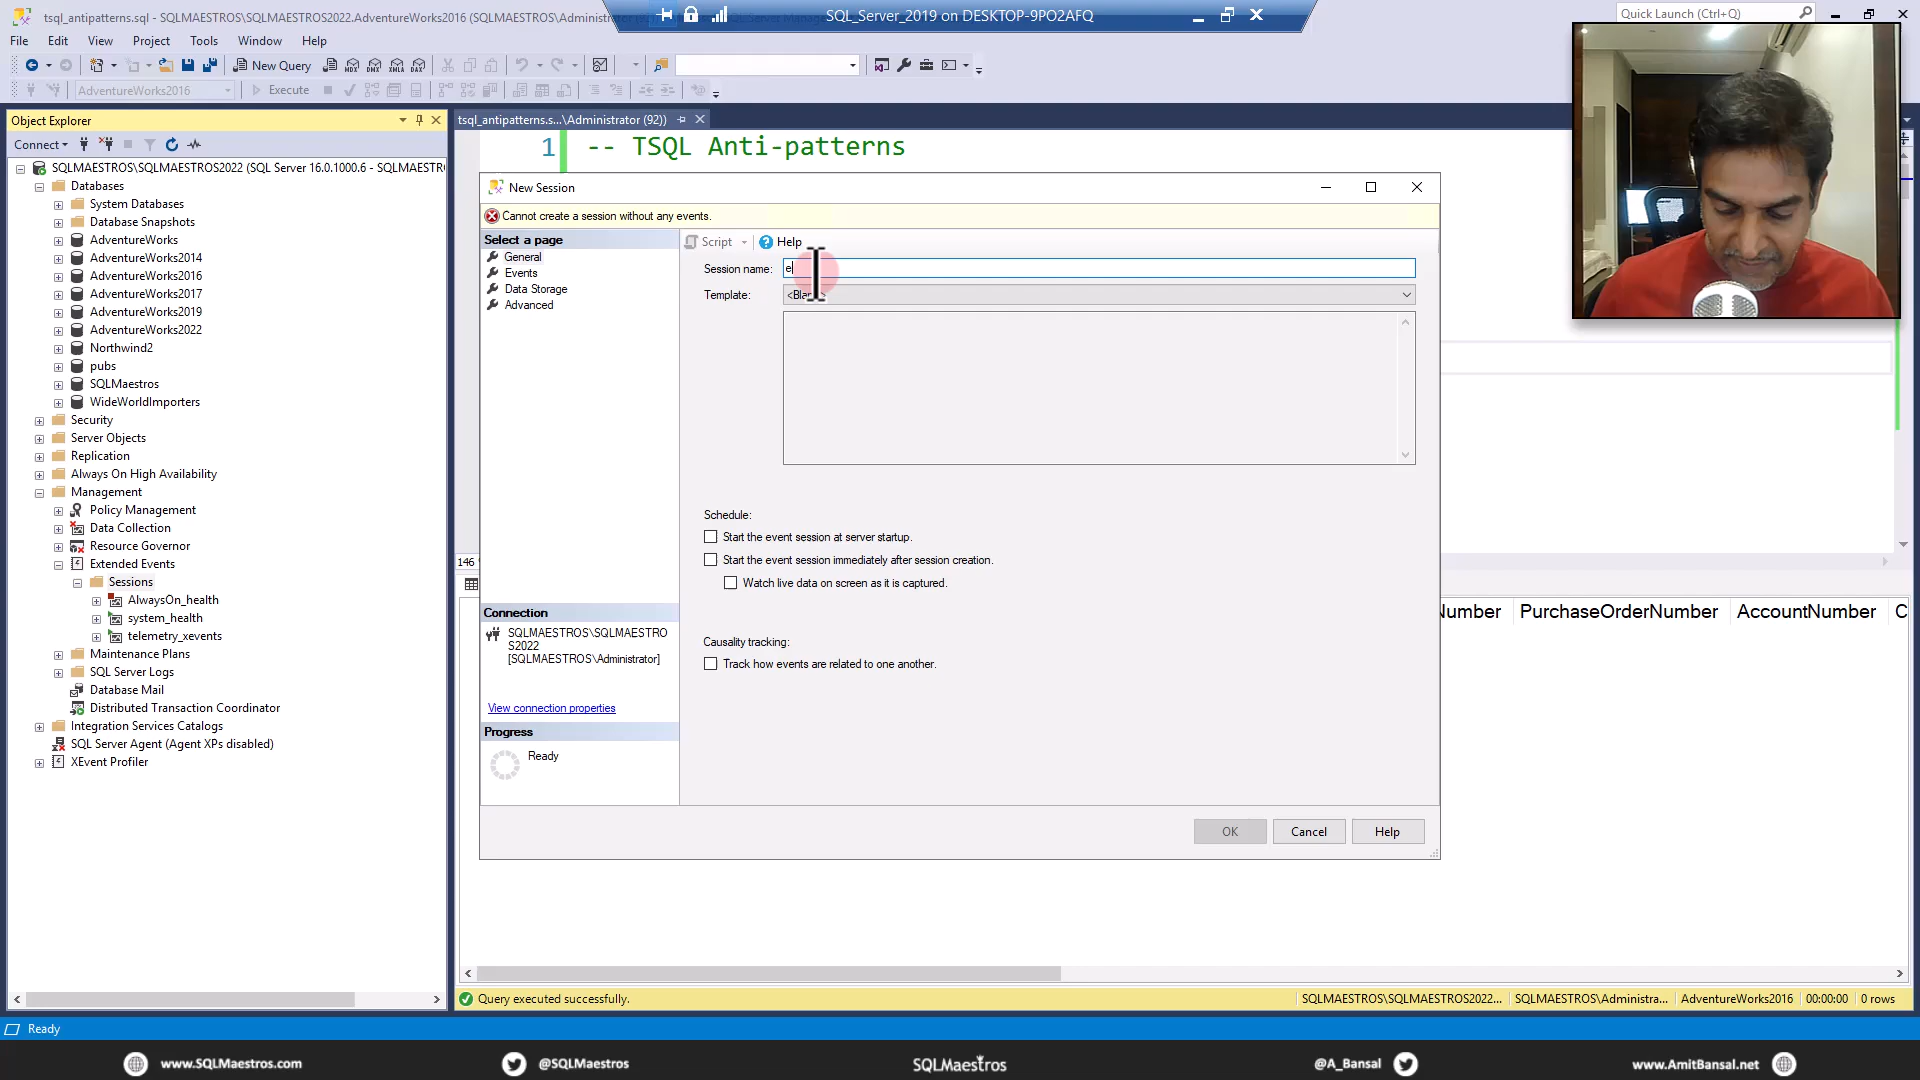 tsql_antipatterns.sql - SQLMAESTROS\SQLMAESTROS2022.AdventureWorks2016 (SQLMAESTROS\Administra
SQL_Server_2019 on DESKTOP-9PO2AFQ
Quick Launch (Ctrl+Q)
File Edit View Project Tools Window Help
New Query
AdventureWorks2016
Execute
Object Explorer
tsql_antipatterns.s...\Administrator (92))
Connect
1 -- TSQL Anti-patterns
SQLMAESTROS\SQLMAESTROS2022 (SQL Server 16.0.1000.6 - SQLMAESTR
Databases
System Databases
Database Snapshots
AdventureWorks
AdventureWorks2014
AdventureWorks2016
AdventureWorks2017
AdventureWorks2019
AdventureWorks2022
Northwind2
pubs
SQLMaestros
WideWorldImporters
Security
Server Objects
Replication
Always On High Availability
Management
Policy Management
Data Collection
Resource Governor
Extended Events
Sessions
AlwaysOn_health
system_health
telemetry_xevents
Maintenance Plans
SQL Server Logs
Database Mail
Distributed Transaction Coordinator
Integration Services Catalogs
SQL Server Agent (Agent XPs disabled)
XEvent Profiler
New Session
Cannot create a session without any events.
Select a page
General
Events
Data Storage
Advanced
Script Help
Session name: e
Template:
Schedule:
Start the event session at server startup.
Start the event session immediately after session creation.
Watch live data on screen as it is captured.
Causality tracking:
Track how events are related to one another.
Connection
SQLMAESTROS\SQLMAESTRO
S2022
[SQLMAESTROS\Administrator]
View connection properties
Progress
Ready
OK Cancel Help
146
Number PurchaseOrderNumber AccountNumber C
Query executed successfully.
SQLMAESTROS\SQLMAESTROS2022... SQLMAESTROS\Administra... AdventureWorks2016 00:00:00 0 rows
Ready
www.SQLMaestros.com @SQLMaestros SQLMaestros @A_Bansal www.AmitBansal.net